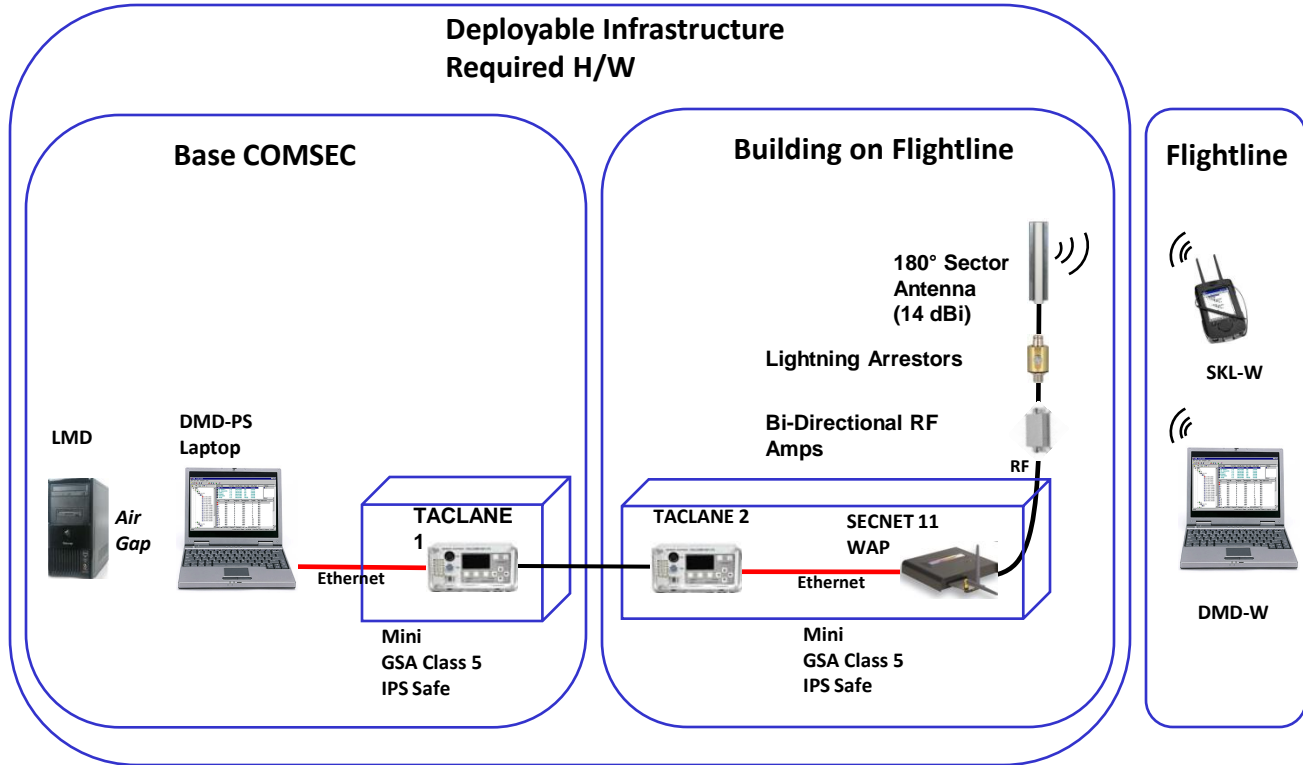 Deployable Infrastructure
Required H/W
Base COMSEC
Building on Flightline
Flightline
180° Sector
Antenna
(14 dBi)
Lightning Arrestors
Bi-Directional RF
Amps
RF
SKL-W
LMD
Air
Gap
DMD-PS
Laptop
Ethernet
TACLANE
1
Mini
GSA Class 5
IPS Safe
TACLANE 2
Ethernet
SECNET 11
WAP
Mini
GSA Class 5
IPS Safe
DMD-W